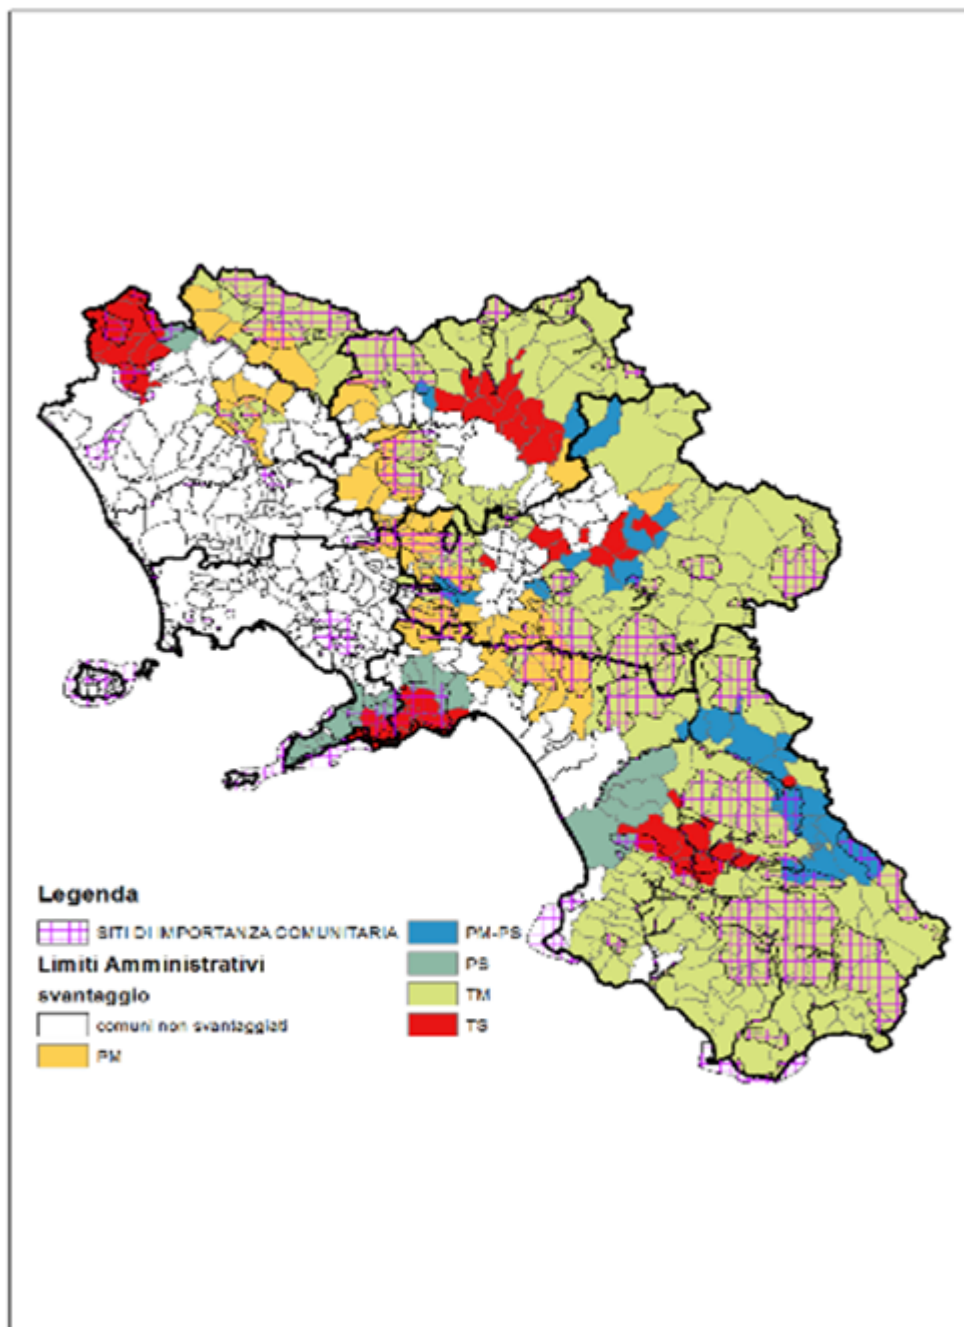 Legenda
SITI DI IMPORTANZA COMUNITARIA
Limiti Amministrativi
svantaggio
comuni non svantaggiati
PM
PM-PS
PS
TM
TS